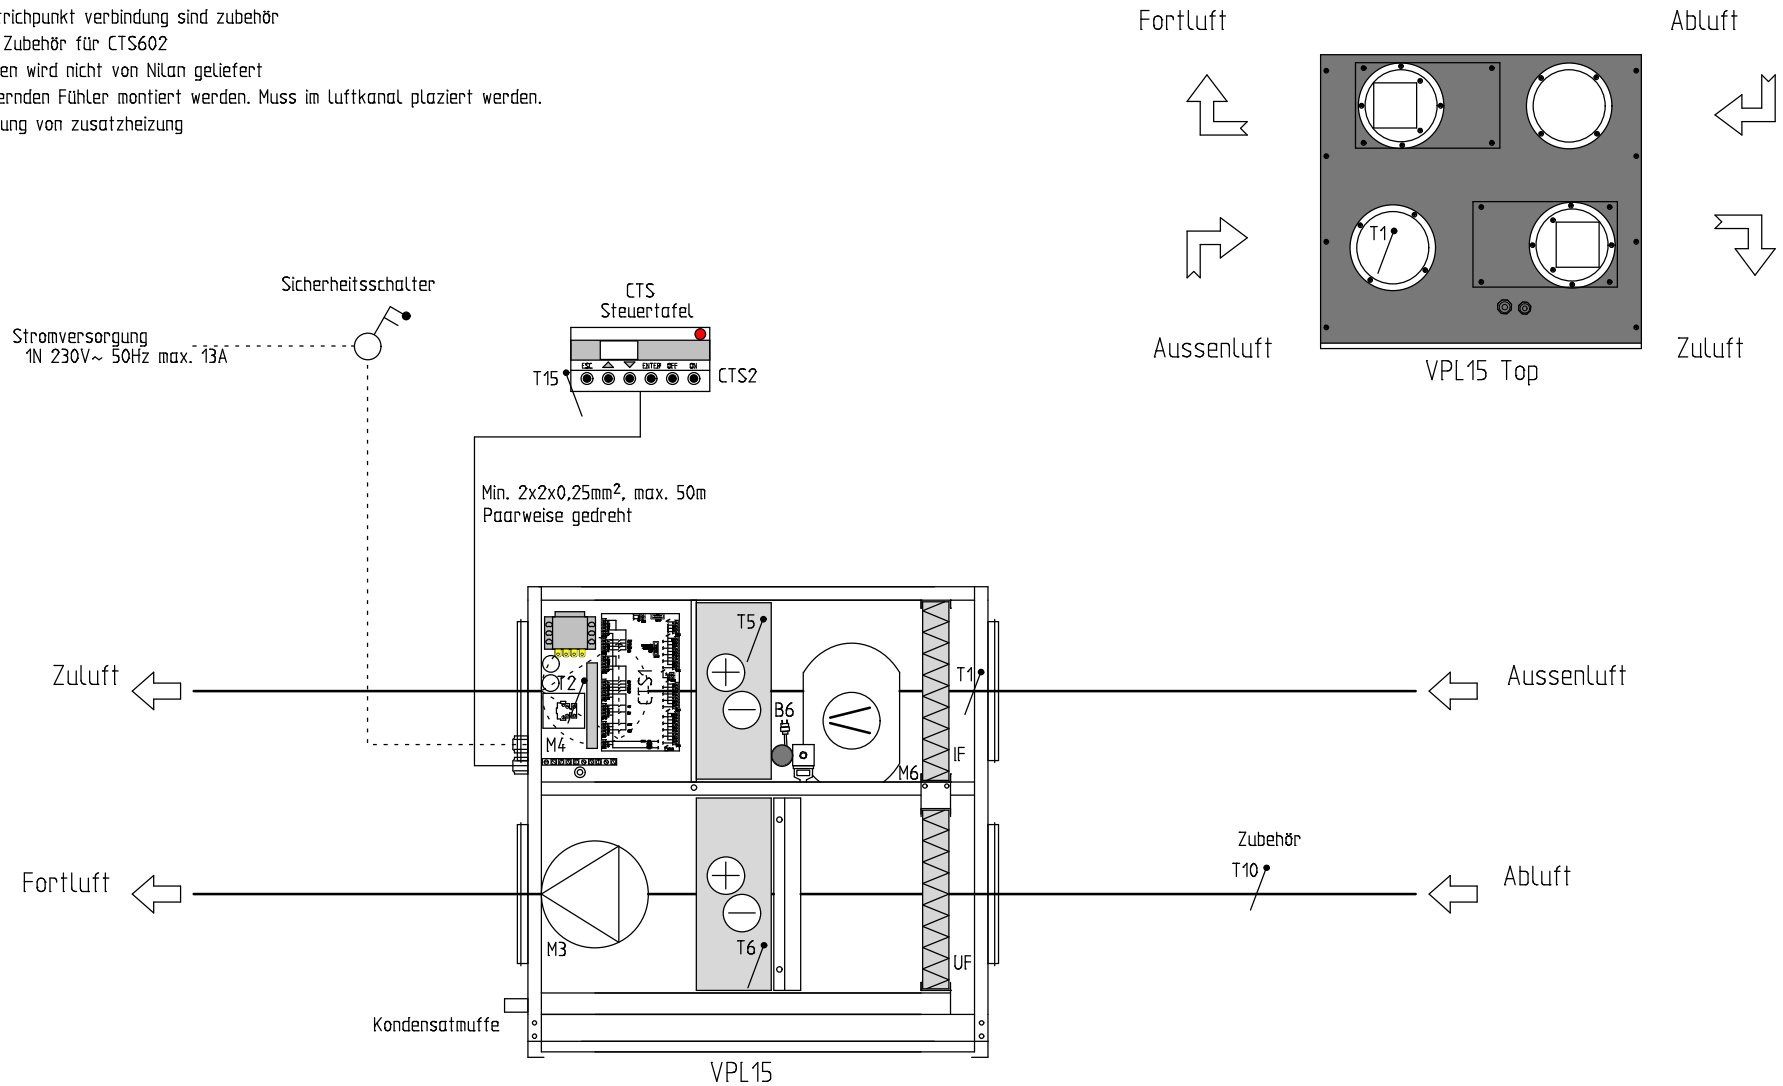 trichpunkt verbindung sind zubehör
Zubehör für CTS602
en wird nicht von Nilan geliefert
ernden Fühler montiert werden. Muss im luftkanal plaziert werden.
ung von zusatzheizung
Fortluft
Abluft
T1
Aussenluft
Zuluft
VPL15 Top
Sicherheitsschalter
Stromversorgung
1N 230V~ 50Hz max. 13A
CTS
Steuertafel
ESC ENTER OFF ON
T15
CTS2
Min. 2x2x0,25mm², max. 50m
Paarweise gedreht
Zuluft
T2
M4
T5
B6
M6
T1
IF
Aussenluft
Fortluft
M3
T6
UF
Zubehör
T10
Abluft
Kondensatmuffe
VPL15